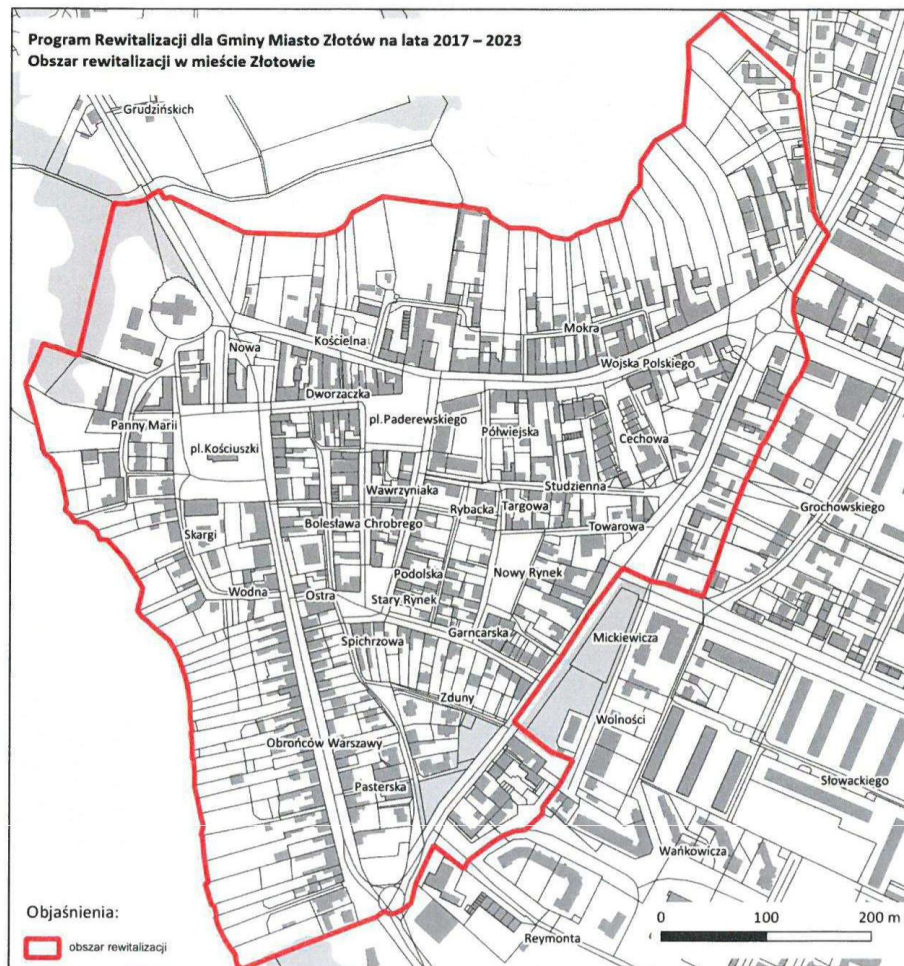 Program Rewitalizacji dla Gminy Miasto Złotów na lata 2017 – 2023
Obszar rewitalizacji w mieście Złotowie
Grudzińskich
Mokra
Kościelna
Nowa
Wojska Polskiego
Dworzaczka
pl.Paderewskiego
Panny Marii
Półwiejska
Cechowa
pl.Kościuszki
Studzienna
Wawrzyniaka
Rybacka
Targowa
Grochowskiego
Bolesława Chrobrego
Towarowa
Skargi
Podolska
Nowy Rynek
Wodna
Ostra
Stary Rynek
Garncarska
Mickiewicza
Spichrzowa
Zduny
Wolności
Obrońców Warszawy
Pasterska
Słowackiego
Wańkowicza
Objaśnienia:
obszar rewitalizacji
Reymonta
0 100 200 m